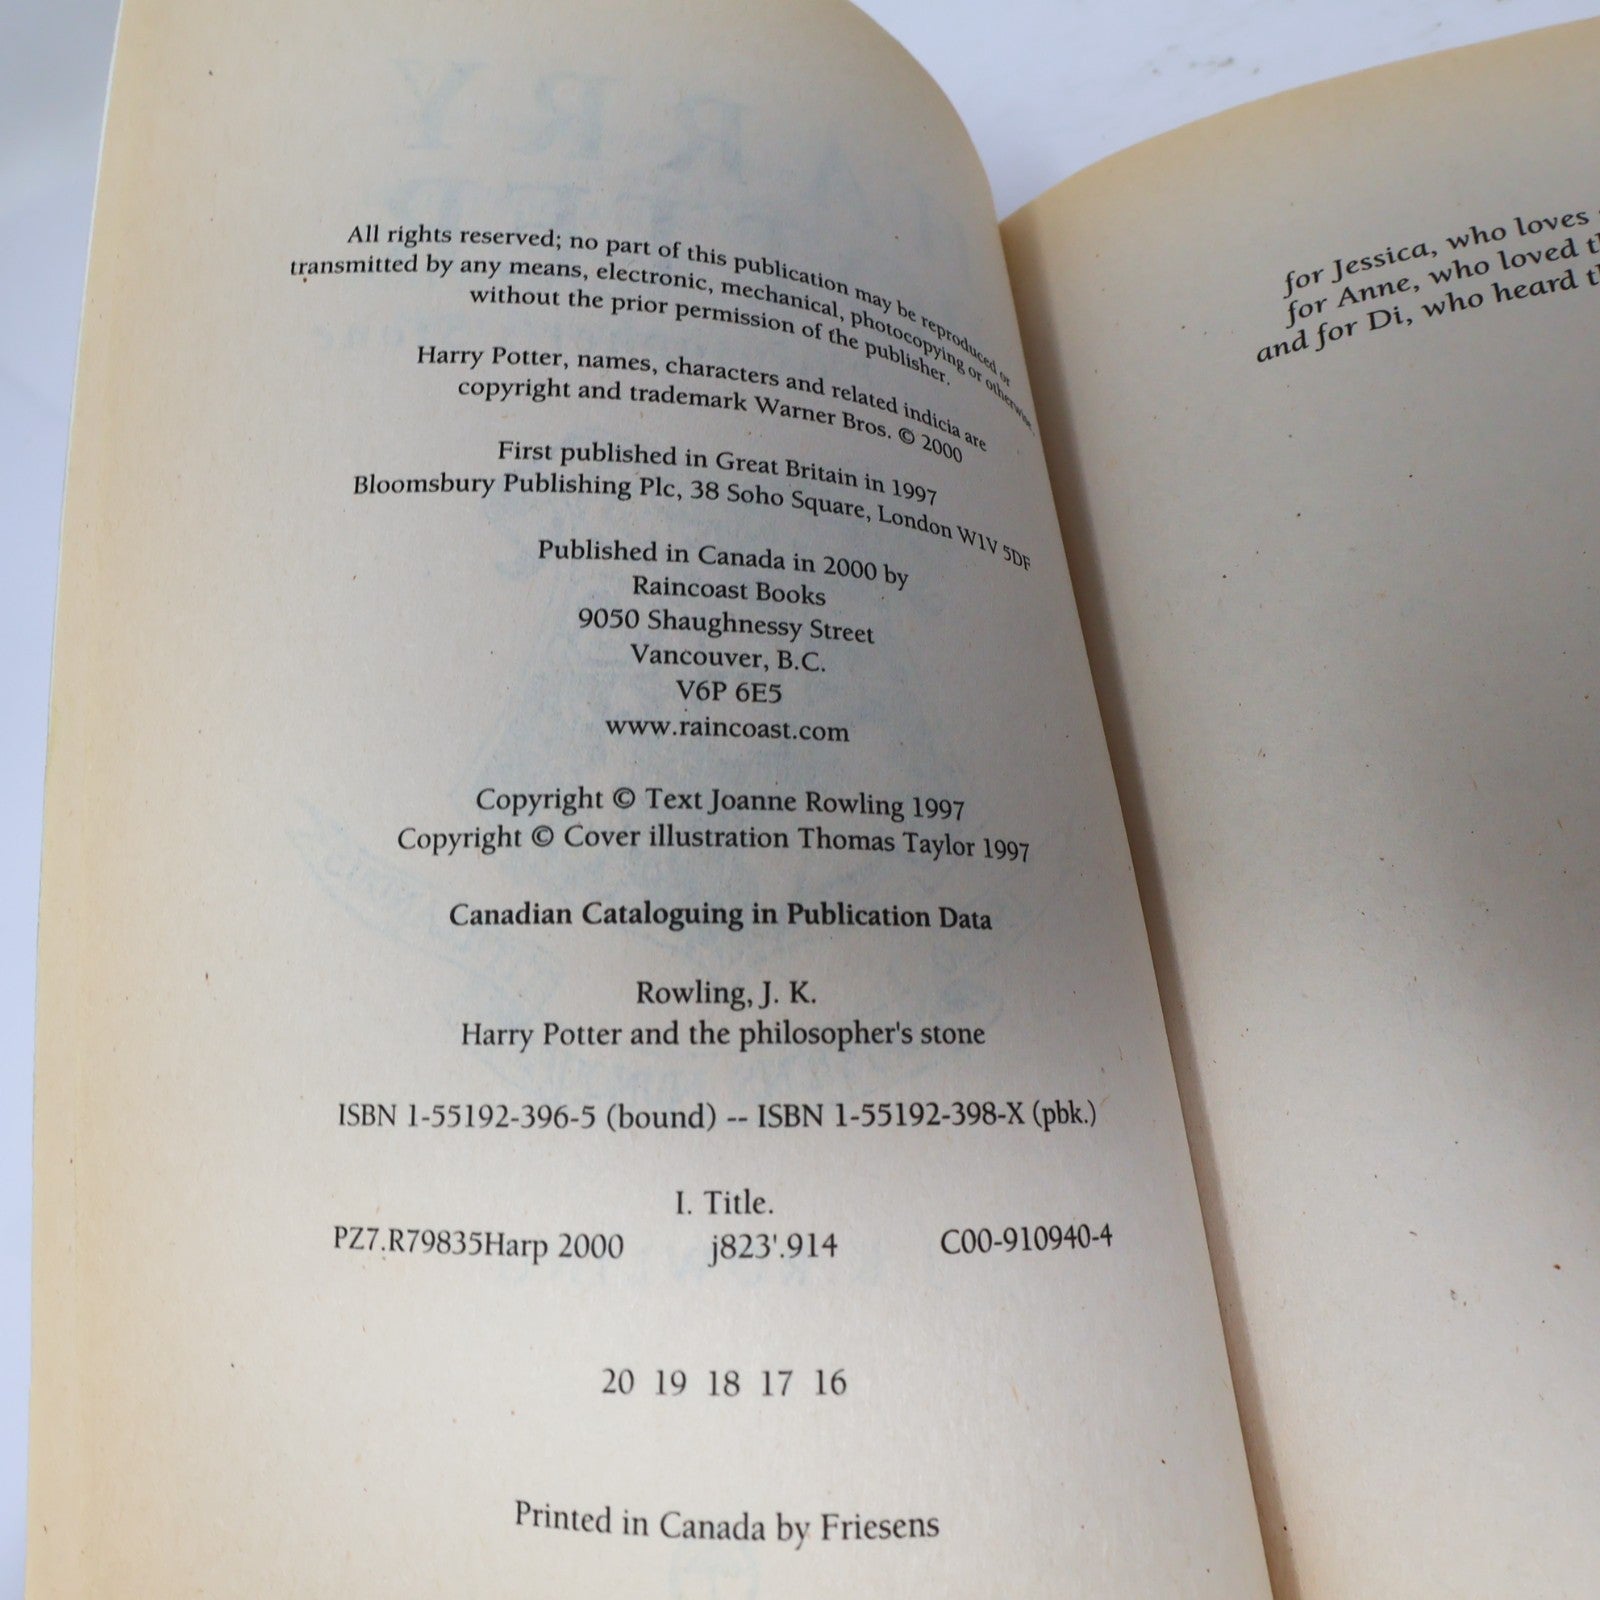 All rights reserved; no part of this publication may be reproduced or
transmitted by any means, electronic, mechanical, photocopying or otherwise,
without the prior permission of the publisher.
Harry Potter, names, characters and related indicia are
copyright and trademark Warner Bros. © 2000
First published in Great Britain in 1997
Bloomsbury Publishing Plc, 38 Soho Square, London W1V 5DF
Published in Canada in 2000 by
Raincoast Books
9050 Shaughnessy Street
Vancouver, B.C.
V6P 6E5
www.raincoast.com
Copyright © Text Joanne Rowling 1997
Copyright © Cover illustration Thomas Taylor 1997
Canadian Cataloguing in Publication Data
Rowling, J. K.
Harry Potter and the philosopher's stone
ISBN 1-55192-396-5 (bound) -- ISBN 1-55192-398-X (pbk.)
I. Title.
PZ7.R79835Harp 2000 j823'.914 C00-910940-4
20 19 18 17 16
Printed in Canada by Friesens
for Jessica, who loves
for Anne, who loved
and for Di, who heard